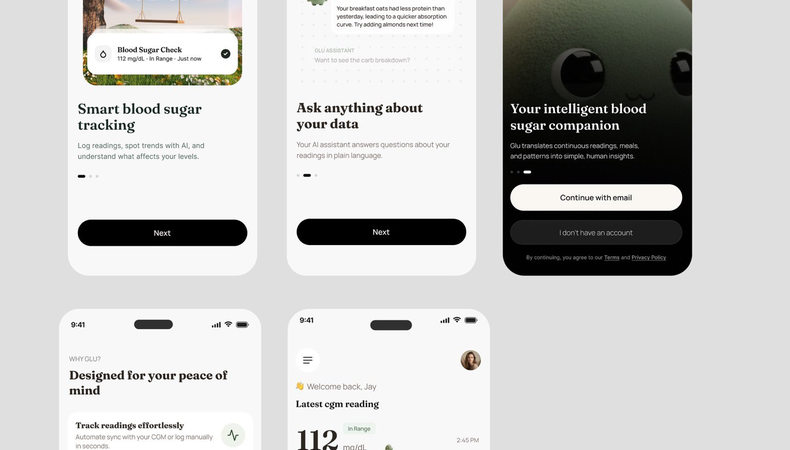 Blood Sugar Check
112 mg/dL · In Range · Just now
Smart blood sugar
tracking
Log readings, spot trends with AI, and
understand what affects your levels.
Next
Your breakfast oats had less protein than
yesterday, leading to a quicker absorption
curve. Try adding almonds next time!
GLU ASSISTANT
Want to see the carb breakdown?
Ask anything about
your data
Your AI assistant answers questions about your
readings in plain language.
Next
Your intelligent blood
sugar companion
Glu translates continuous readings, meals,
and patterns into simple, human insights.
Continue with email
I don't have an account
By continuing, you agree to our Terms and Privacy Policy
9:41
WHY GLU?
Designed for your peace of
mind
Track readings effortlessly
Automate sync with your CGM or log manually
in seconds.
9:41
👋 Welcome back, Jay
Latest cgm reading
112
In Range
mg/dL
2:45 PM